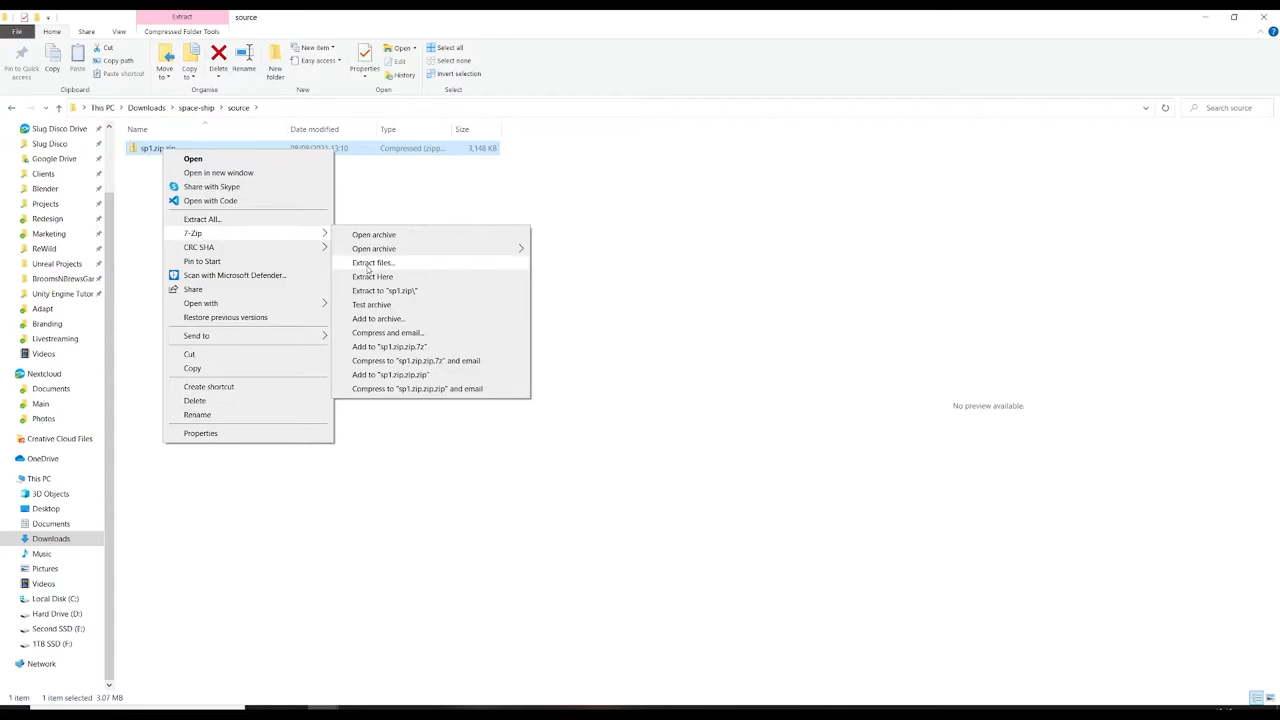 Extract
source
File
Home
Share
View
Compressed Folder Tools
Pin to Quick access
Copy
Paste
Cut
Copy path
Paste shortcut
Clipboard
Move to
Copy to
Delete
Rename
Organise
New folder
New item
Easy access
New
Properties
Open
Edit
History
Open
Select all
Select none
Invert selection
Select
This PC
Downloads
space-ship
source
Search source
Name
Date modified
Type
Size
sp1.zip.zip
08/09/2021 13:10
Compressed (zipp...
3,148 KB
Slug Disco Drive
Slug Disco
Google Drive
Clients
Blender
Projects
Redesign
Marketing
ReWild
Unreal Projects
BroomsNBrewsGar
Unity Engine Tutor
Adapt
Branding
Livestreaming
Videos
Nextcloud
Documents
Main
Photos
Creative Cloud Files
OneDrive
This PC
3D Objects
Desktop
Documents
Downloads
Music
Pictures
Videos
Local Disk (C:)
Hard Drive (D:)
Second SSD (E:)
1TB SSD (F:)
Network
Open
Open in new window
Share with Skype
Open with Code
Extract All...
7-Zip
CRC SHA
Pin to Start
Scan with Microsoft Defender...
Share
Open with
Restore previous versions
Send to
Cut
Copy
Create shortcut
Delete
Rename
Properties
Open archive
Open archive
Extract files...
Extract Here
Extract to "sp1.zip\"
Test archive
Add to archive...
Compress and email...
Add to "sp1.zip.zip.7z"
Compress to "sp1.zip.zip.7z" and email
Add to "sp1.zip.zip.zip"
Compress to "sp1.zip.zip.zip" and email
No preview available.
1 item
1 item selected 3.07 MB